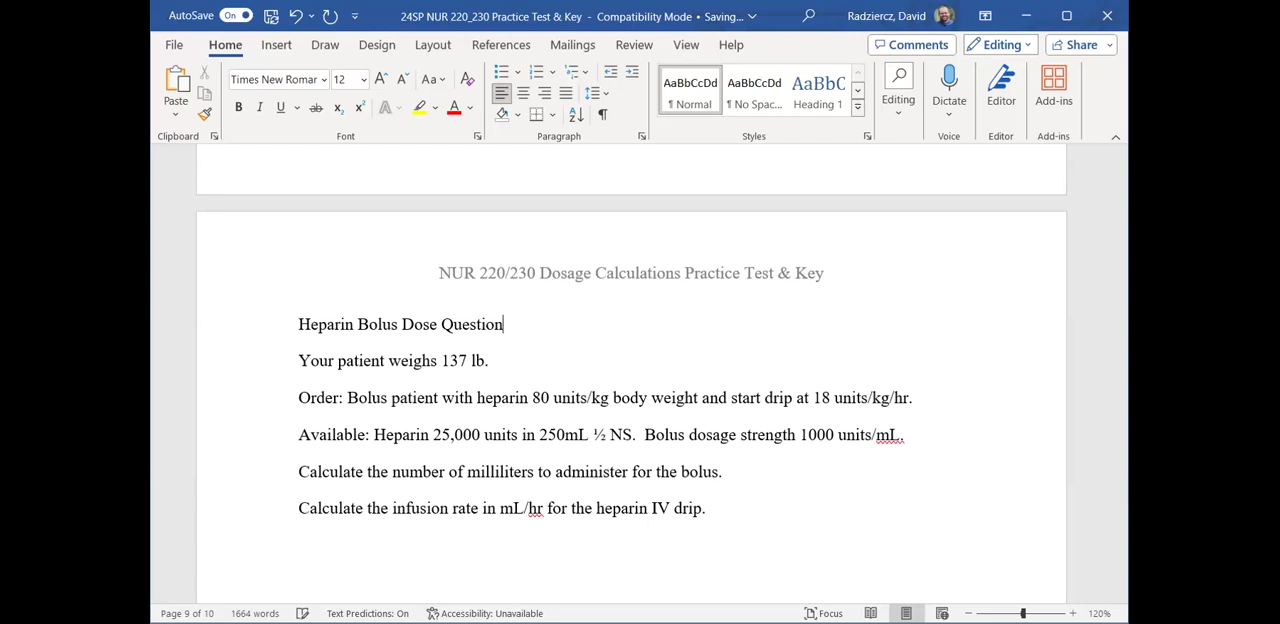 AutoSave On 24SP NUR 220_230 Practice Test & Key - Compatibility Mode • Saving... Radziercz, David
File Home Insert Draw Design Layout References Mailings Review View Help Comments Editing Share
Times New Romar 12 Aa AaBbCcDd AaBbCcDd AaBbC
Paste B I U ab x₂ x² A A ¶ Normal ¶ No Spac... Heading 1 Editing Dictate Editor Add-ins
Clipboard Font Paragraph Styles Voice Editor Add-ins
NUR 220/230 Dosage Calculations Practice Test & Key
Heparin Bolus Dose Question
Your patient weighs 137 lb.
Order: Bolus patient with heparin 80 units/kg body weight and start drip at 18 units/kg/hr.
Available: Heparin 25,000 units in 250mL ½ NS. Bolus dosage strength 1000 units/mL.
Calculate the number of milliliters to administer for the bolus.
Calculate the infusion rate in mL/hr for the heparin IV drip.
Page 9 of 10 1664 words Text Predictions: On Accessibility: Unavailable Focus 120%